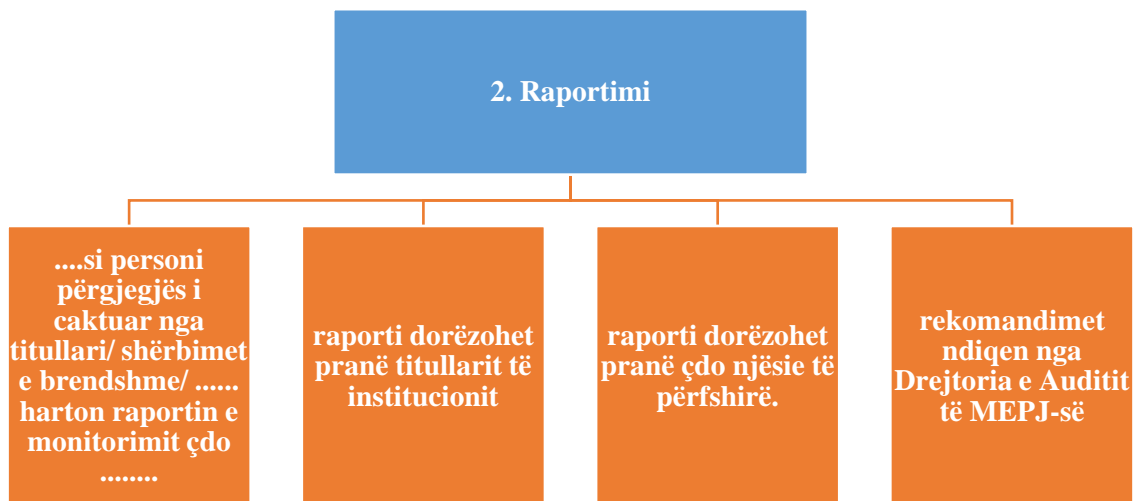 2. Raportimi
....si personi
përgjegjës i
caktuar nga
titullari/ shërbimet
e brendshme/ ......
harton raportin e
monitorimit çdo
........
raporti dorëzohet
pranë titullarit të
institucionit
raporti dorëzohet
pranë çdo njësie të
përfshirë.
rekomandimet
ndiqen nga
Drejtoria e Auditit
të MEPJ-së